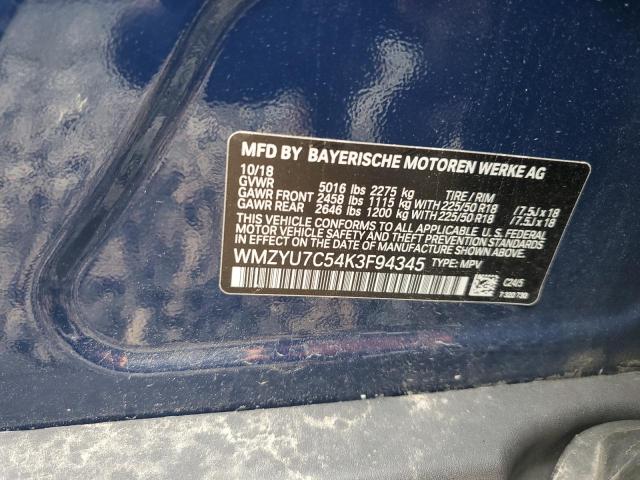 MFD BY BAYERISCHE MOTOREN WERKE AG
10/18
GVWR 5016 lbs 2275 kg TIRE / RIM
GAWR FRONT 2458 lbs 1115 kg WITH 225/50 R18 / 7.5J x 18
GAWR REAR 2646 lbs 1200 kg WITH 225/50 R18 / 7.5J x 18
THIS VEHICLE CONFORMS TO ALL APPLICABLE U.S. FEDERAL
MOTOR VEHICLE SAFETY, BUMPER, AND THEFT PREVENTION
STANDARDS IN EFFECT ON THE DATE OF MANUFACTURE SHOWN ABOVE.
WMZYU7C54K3F94345 TYPE: MPV